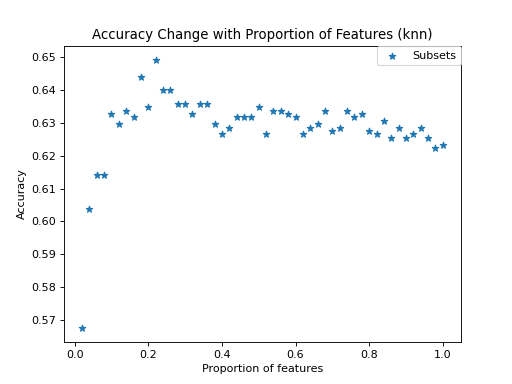 Accuracy Change with Proportion of Features (knn)
Subsets
0.65
0.64
0.63
0.62
0.61
0.60
0.59
0.58
0.57
Accuracy
0.0 0.2 0.4 0.6 0.8 1.0
Proportion of features